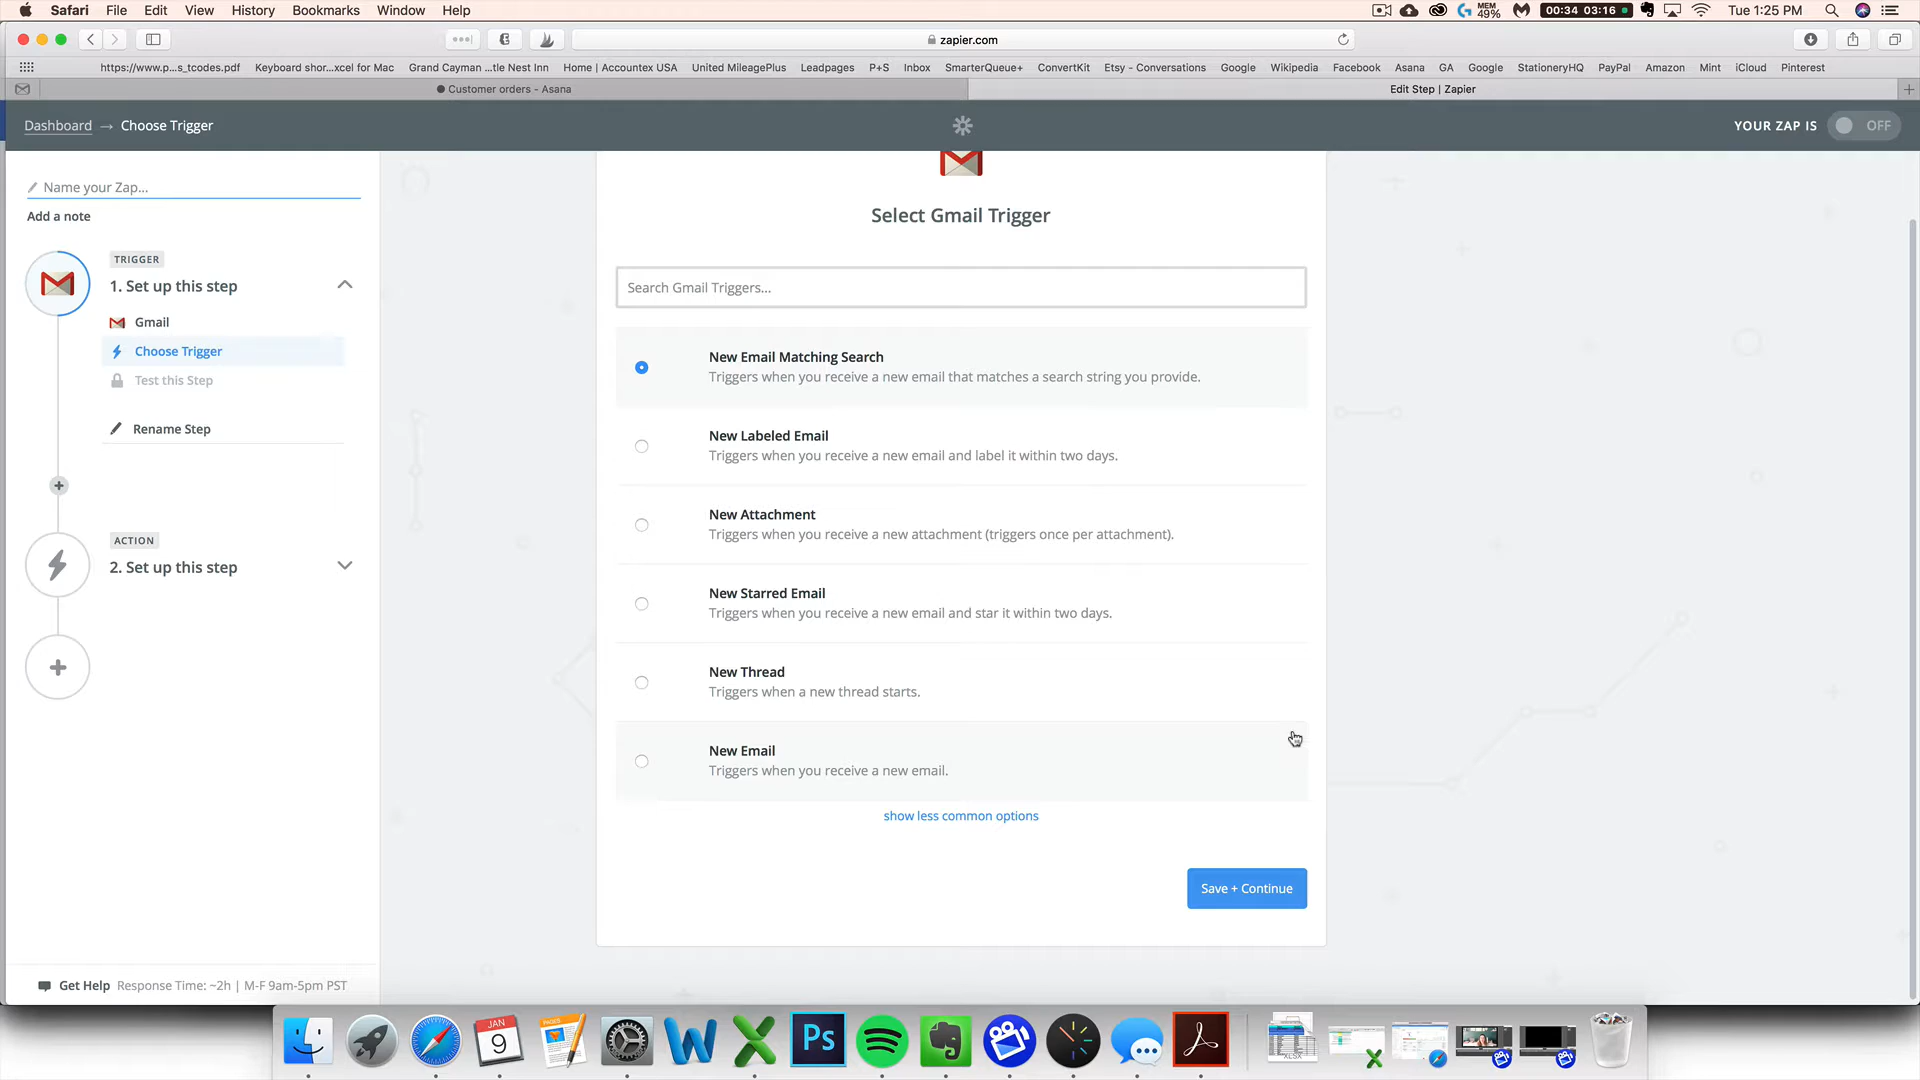 Safari File Edit View History Bookmarks Window Help
MEM 49% 00:34 03:16 Tue 1:25 PM
zapier.com
https://www.p...s_tcodes.pdf Keyboard shor...xcel for Mac Grand Cayman ...tle Nest Inn Home | Accountex USA United MileagePlus Leadpages P+S Inbox SmarterQueue+ ConvertKit Etsy - Conversations Google Wikipedia Facebook Asana GA Google StationeryHQ PayPal Amazon Mint iCloud Pinterest
Customer orders - Asana Edit Step | Zapier
Dashboard → Choose Trigger YOUR ZAP IS OFF
Name your Zap...
Add a note
TRIGGER
1. Set up this step
Gmail
Choose Trigger
Test this Step
Rename Step
ACTION
2. Set up this step
Get Help Response Time: ~2h | M-F 9am-5pm PST
Select Gmail Trigger
Search Gmail Triggers...
New Email Matching Search
Triggers when you receive a new email that matches a search string you provide.
New Labeled Email
Triggers when you receive a new email and label it within two days.
New Attachment
Triggers when you receive a new attachment (triggers once per attachment).
New Starred Email
Triggers when you receive a new email and star it within two days.
New Thread
Triggers when a new thread starts.
New Email
Triggers when you receive a new email.
show less common options
Save + Continue
JAN
9
PAGES
W
Ps
XLSX